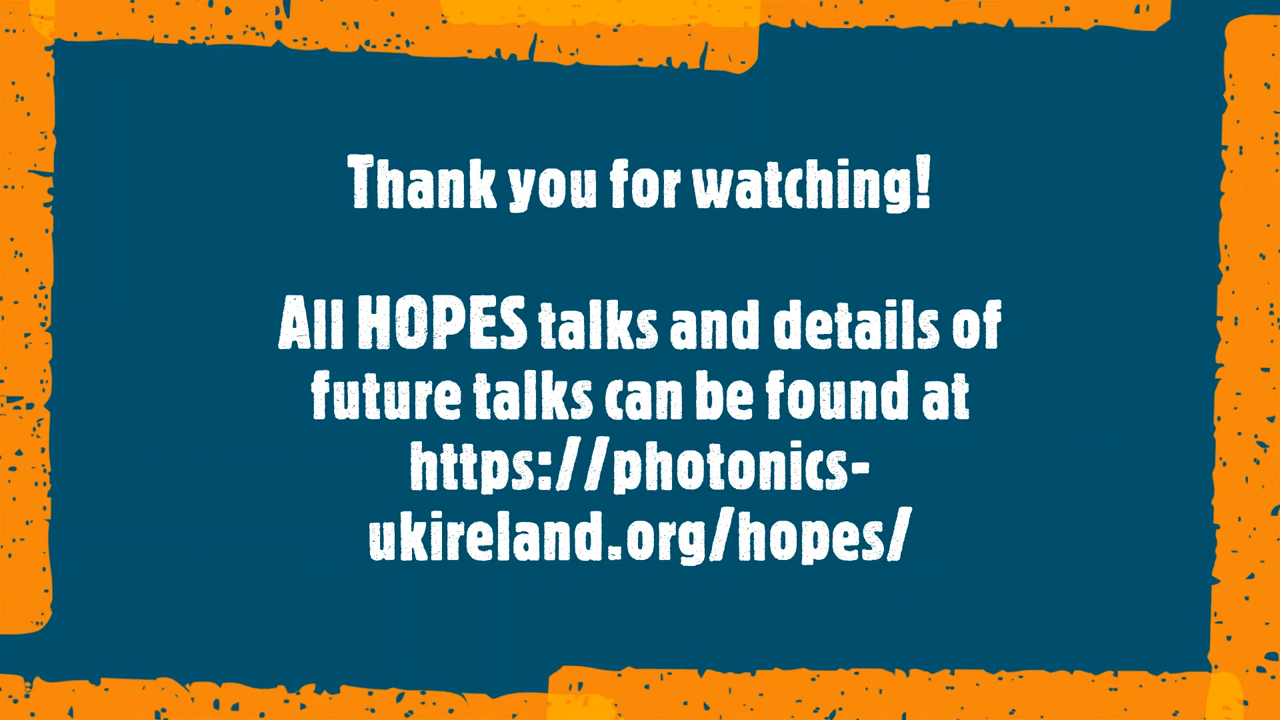 Thank you for watching!
All HOPES talks and details of
future talks can be found at
https://photonics-
ukireland.org/hopes/